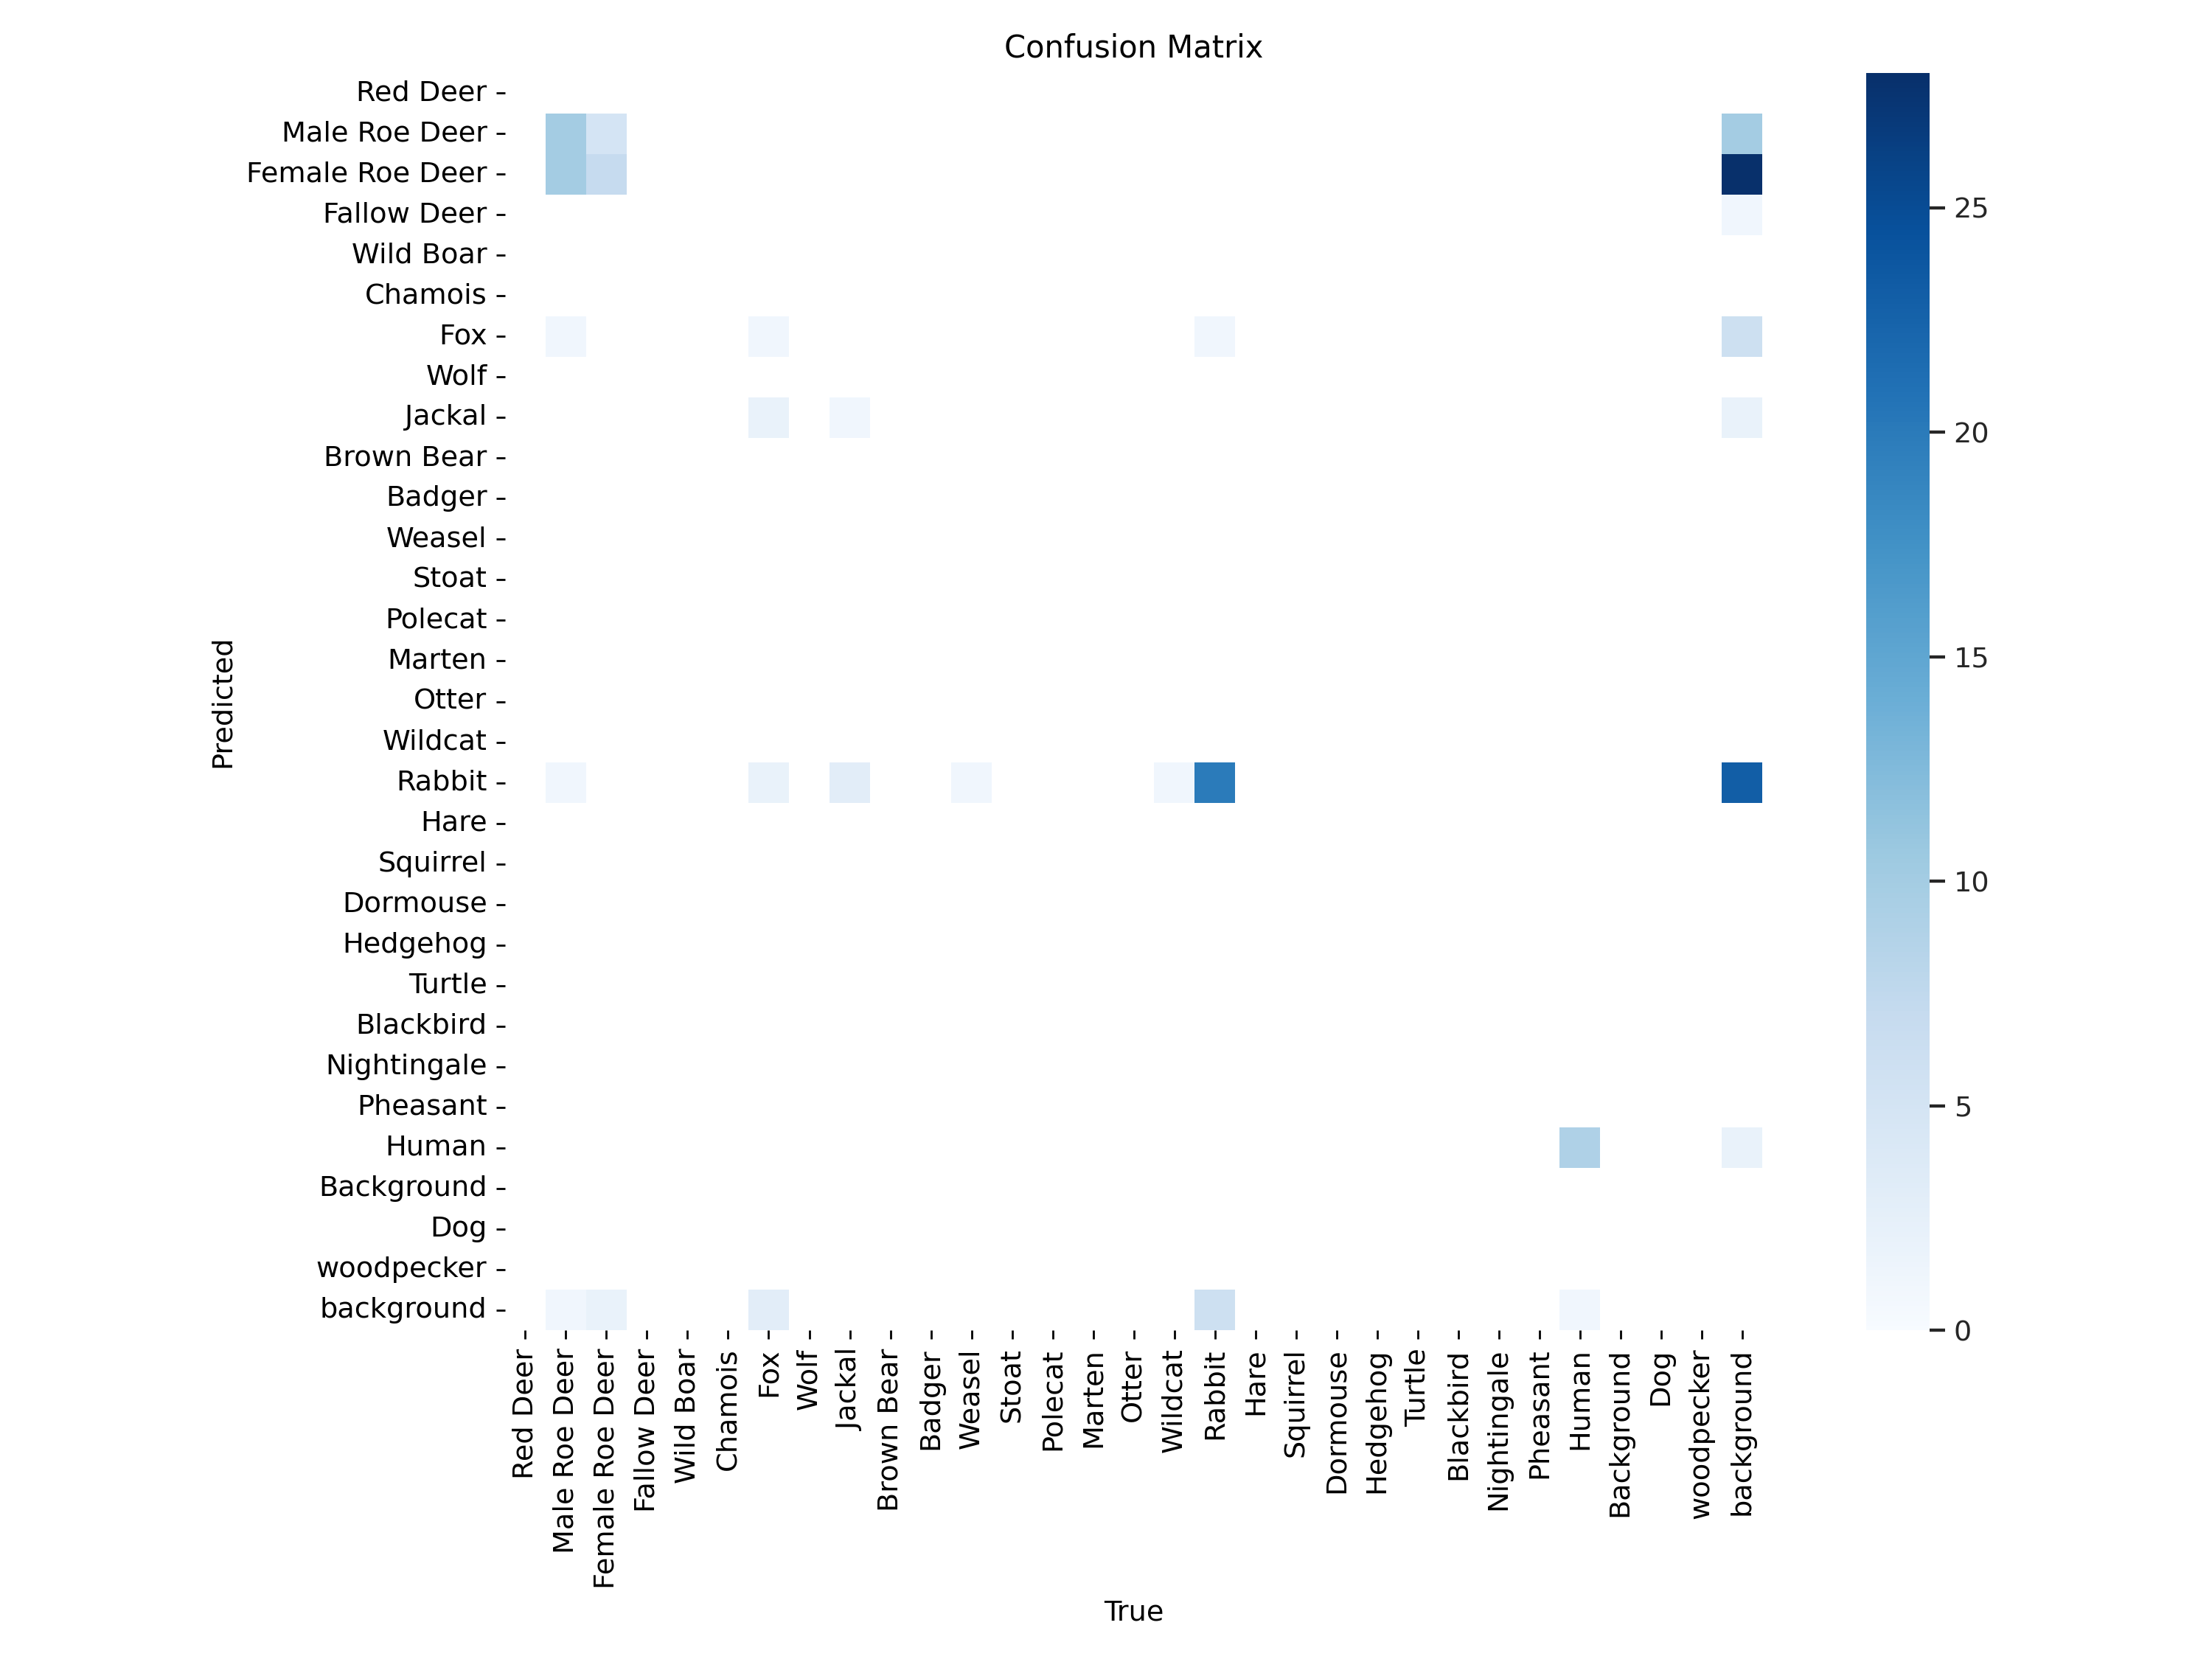 Confusion Matrix
Red Deer
Male Roe Deer
Female Roe Deer
Fallow Deer
Wild Boar
Chamois
Fox
Wolf
Jackal
Brown Bear
Badger
Weasel
Stoat
Polecat
Marten
Otter
Wildcat
Rabbit
Hare
Squirrel
Dormouse
Hedgehog
Turtle
Blackbird
Nightingale
Pheasant
Human
Background
Dog
woodpecker
background
Predicted
Red Deer
Male Roe Deer
Female Roe Deer
Fallow Deer
Wild Boar
Chamois
Fox
Wolf
Jackal
Brown Bear
Badger
Weasel
Stoat
Polecat
Marten
Otter
Wildcat
Rabbit
Hare
Squirrel
Dormouse
Hedgehog
Turtle
Blackbird
Nightingale
Pheasant
Human
Background
Dog
woodpecker
background
True
25
20
15
10
5
0